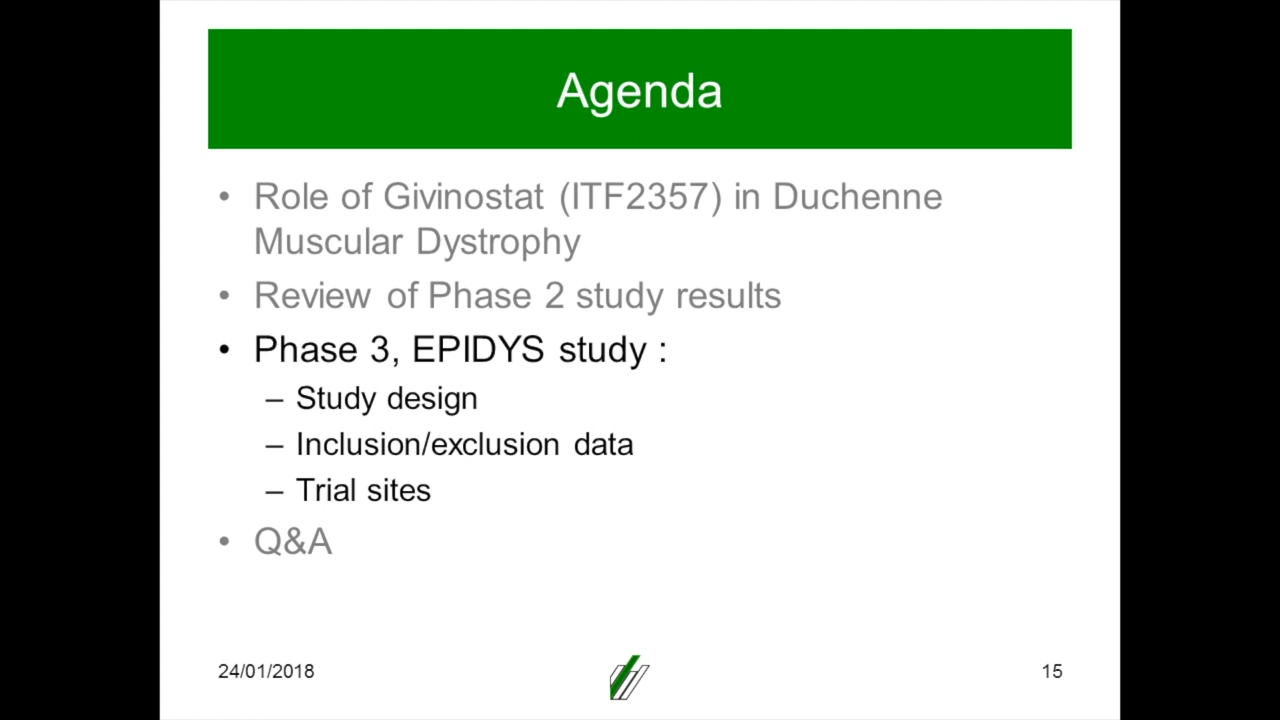 Agenda
• Role of Givinostat (ITF2357) in Duchenne
Muscular Dystrophy
• Review of Phase 2 study results
• Phase 3, EPIDYS study :
– Study design
– Inclusion/exclusion data
– Trial sites
• Q&A
24/01/2018
15